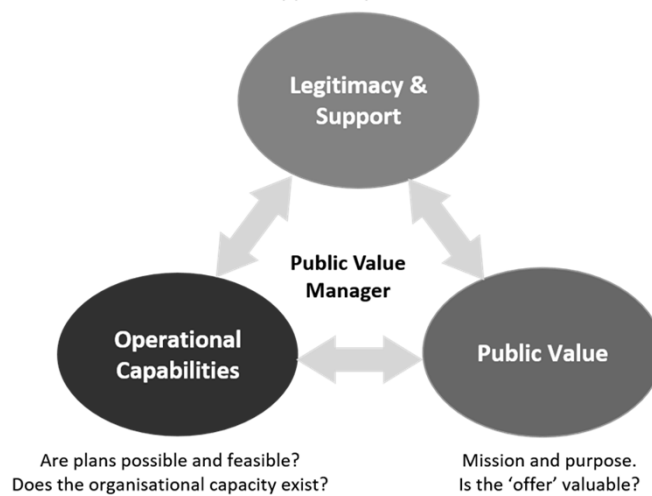 Legitimacy &
Support
Public Value
Manager
Operational
Capabilities
Public Value
Are plans possible and feasible?
Does the organisational capacity exist?
Mission and purpose.
Is the ‘offer’ valuable?